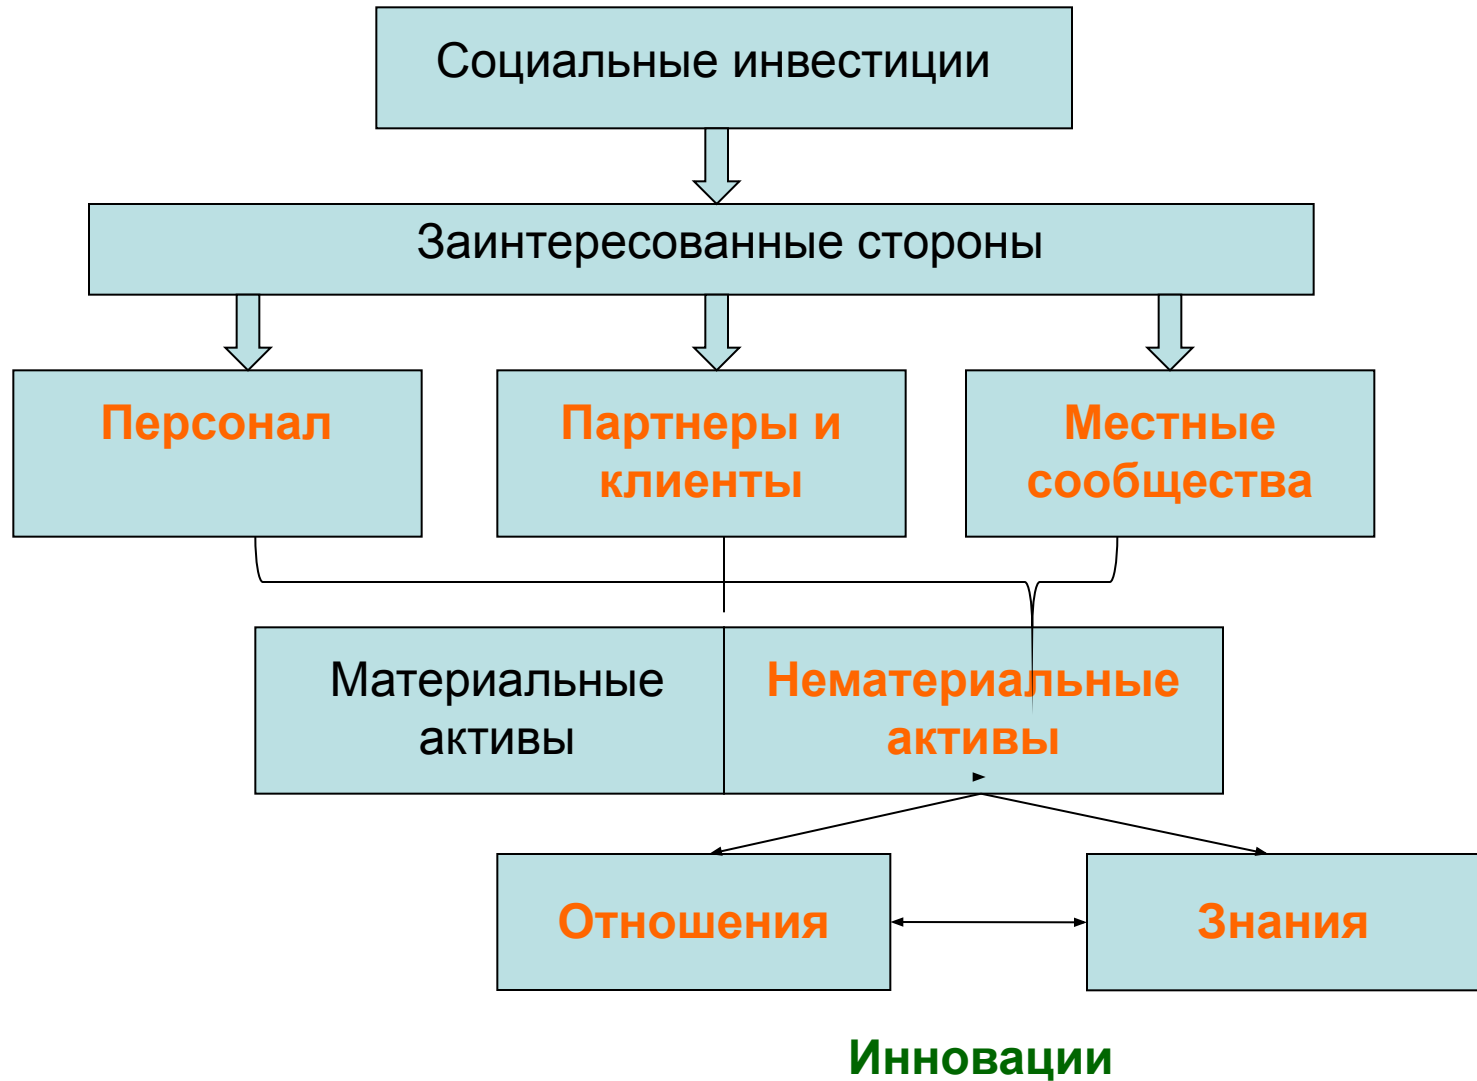 Социальные инвестиции
Заинтересованные стороны
Персонал
Партнеры и
клиенты
Местные
сообщества
Материальные
активы
Нематериальные
активы
Отношения
Знания
Инновации